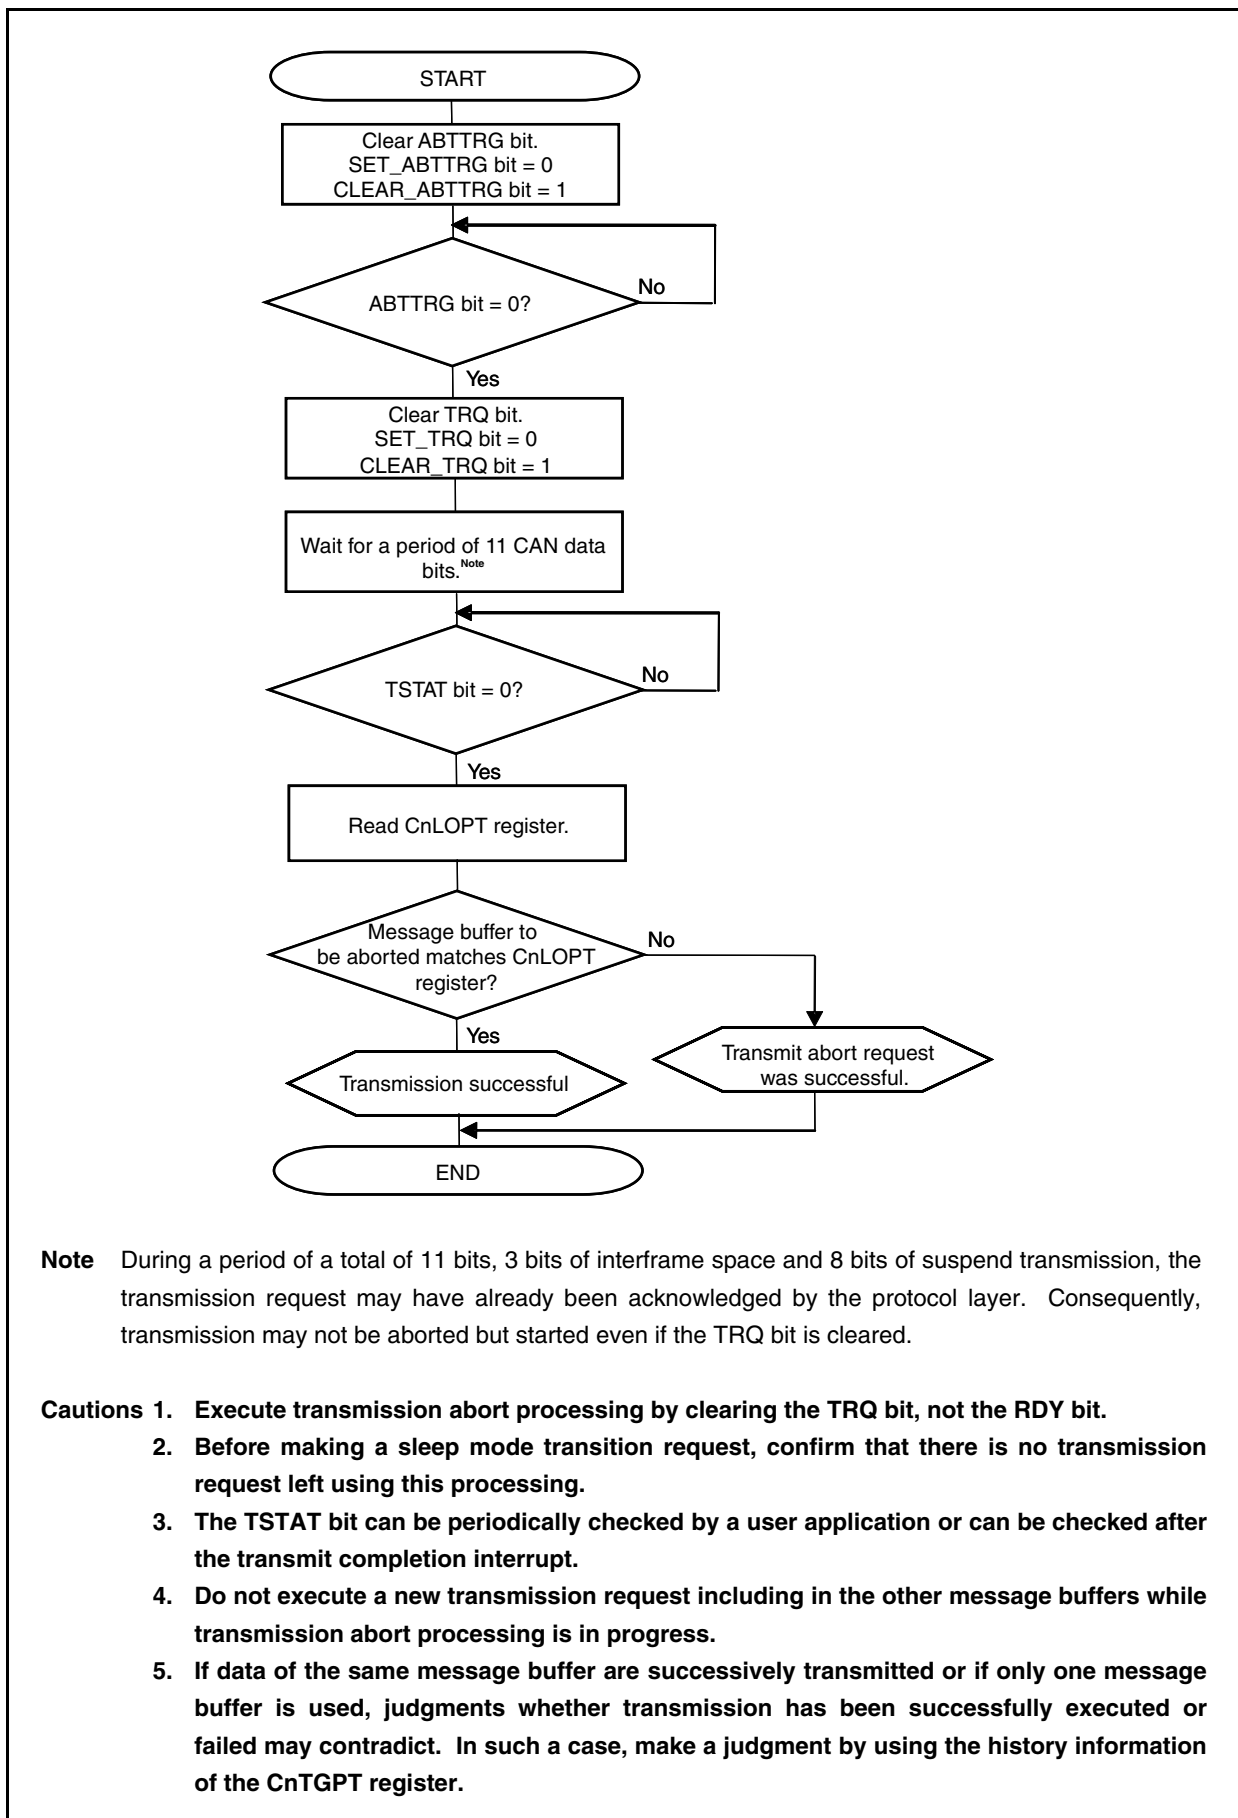 START
Clear ABTTRG bit.
SET_ABTTRG bit = 0
CLEAR_ABTTRG bit = 1
ABTTRG bit = 0?
No
Yes
Clear TRQ bit.
SET_TRQ bit = 0
CLEAR_TRQ bit = 1
Wait for a period of 11 CAN data
bits.Note
TSTAT bit = 0?
No
Yes
Read CnLOPT register.
Message buffer to
be aborted matches CnLOPT
register?
No
Yes
Transmission successful
Transmit abort request
was successful.
END
Note During a period of a total of 11 bits, 3 bits of interframe space and 8 bits of suspend transmission, the
transmission request may have already been acknowledged by the protocol layer. Consequently,
transmission may not be aborted but started even if the TRQ bit is cleared.
Cautions 1. Execute transmission abort processing by clearing the TRQ bit, not the RDY bit.
2. Before making a sleep mode transition request, confirm that there is no transmission
request left using this processing.
3. The TSTAT bit can be periodically checked by a user application or can be checked after
the transmit completion interrupt.
4. Do not execute a new transmission request including in the other message buffers while
transmission abort processing is in progress.
5. If data of the same message buffer are successively transmitted or if only one message
buffer is used, judgments whether transmission has been successfully executed or
failed may contradict. In such a case, make a judgment by using the history information
of the CnTGPT register.